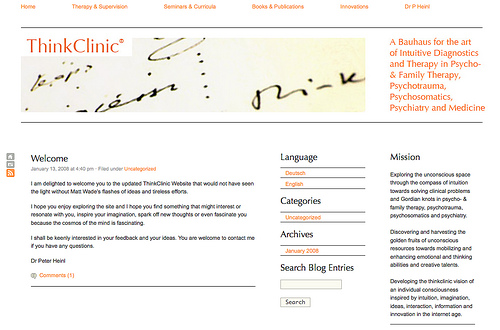 Home
Therapy & Supervision
Seminars & Curricula
Books & Publications
Innovations
Dr P Heinl
ThinkClinic®
A Bauhaus for the art
of Intuitive Diagnostics
and Therapy in Psycho-
& Family Therapy,
Psychotrauma,
Psychosomatics,
Psychiatry and Medicine
Welcome
January 13, 2008 at 4:40 pm · Filed under Uncategorized
I am delighted to welcome you to the updated ThinkClinic Website that would not have seen
the light without Matt Wade's flashes of ideas and tireless efforts.
I hope you enjoy exploring the site and I hope you find something that might interest or
resonate with you, inspire your imagination, spark off new thoughts or even fascinate you
because the cosmos of the mind is fascinating.
I shall be keenly interested in your feedback and your ideas. You are welcome to contact me
if you have any questions.
Dr Peter Heinl
Comments (1)
Language
Deutsch
English
Categories
Uncategorized
Archives
January 2008
Search Blog Entries
Search
Mission
Exploring the unconscious space
through the compass of intuition
towards solving clinical problems
and Gordian knots in psycho- &
family therapy, psychotrauma,
psychosomatics and psychiatry.
Discovering and harvesting the
golden fruits of unconscious
resources towards mobilizing and
enhancing emotional and thinking
abilities and creative talents.
Developing the thinkclinic vision of
an individual consciousness
inspired by intuition, imagination,
ideas, interaction, information and
innovation in the internet age.